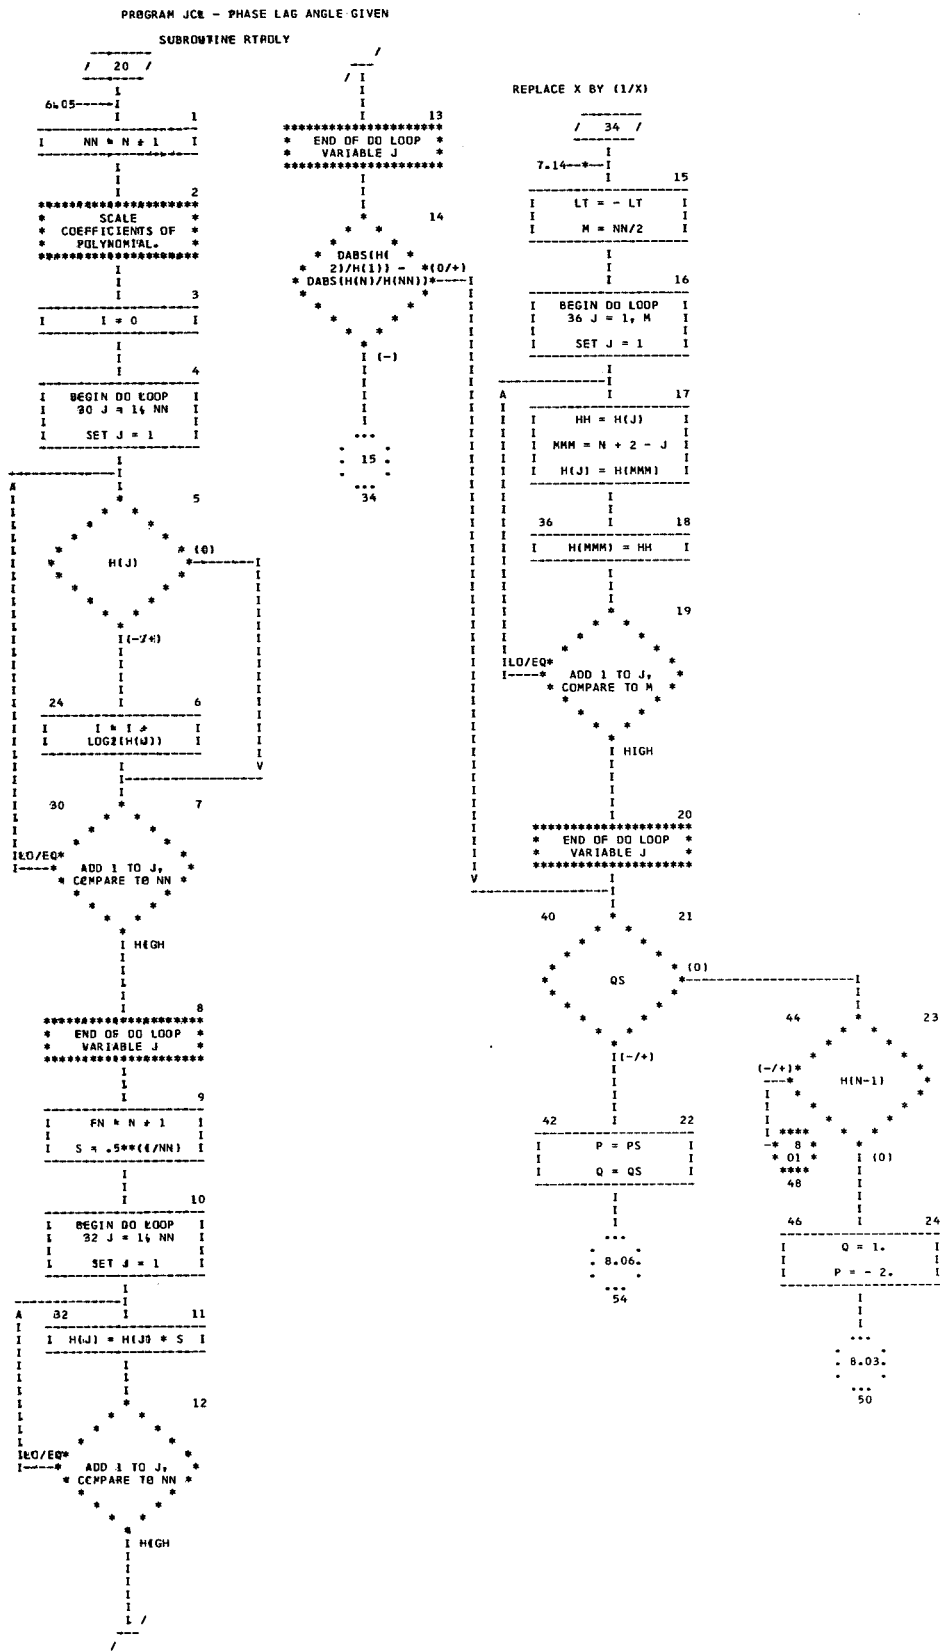 PROGRAM JCL - PHASE LAG ANGLE GIVEN
SUBROUTINE RTADLY
/ 20 /
6.05
1
NN = N + 1
2
SCALE
COEFFICIENTS OF
POLYNOMIAL.
3
I = 0
4
BEGIN DO LOOP
30 J = 1, NN
SET J = 1
5
H(J)
(0)
(-/+)
24
6
I = I +
LOG2(H(J))
30
7
LO/EQ
ADD 1 TO J,
COMPARE TO NN
HIGH
8
END OF DO LOOP
VARIABLE J
9
FN = N + 1
S = .5**(I/NN)
10
BEGIN DO LOOP
32 J = 1, NN
SET J = 1
32
11
H(J) = H(J) * S
12
LO/EQ
ADD 1 TO J,
COMPARE TO NN
HIGH
13
END OF DO LOOP
VARIABLE J
14
DABS(H(
2)/H(1)) -
DABS(H(N)/H(NN))
(0/+)
(-)
15
34
REPLACE X BY (1/X)
/ 34 /
7.14
15
LT = - LT
M = NN/2
16
BEGIN DO LOOP
36 J = 1, M
SET J = 1
17
HH = H(J)
MMM = N + 2 - J
H(J) = H(MMM)
36
18
H(MMM) = HH
19
LO/EQ
ADD 1 TO J,
COMPARE TO M
HIGH
20
END OF DO LOOP
VARIABLE J
40
21
QS
(0)
(-/+)
42
22
P = PS
Q = QS
8.06
54
44
23
(-/+)
H(N-1)
8
01
48
(0)
46
24
Q = 1.
P = - 2.
8.03
50